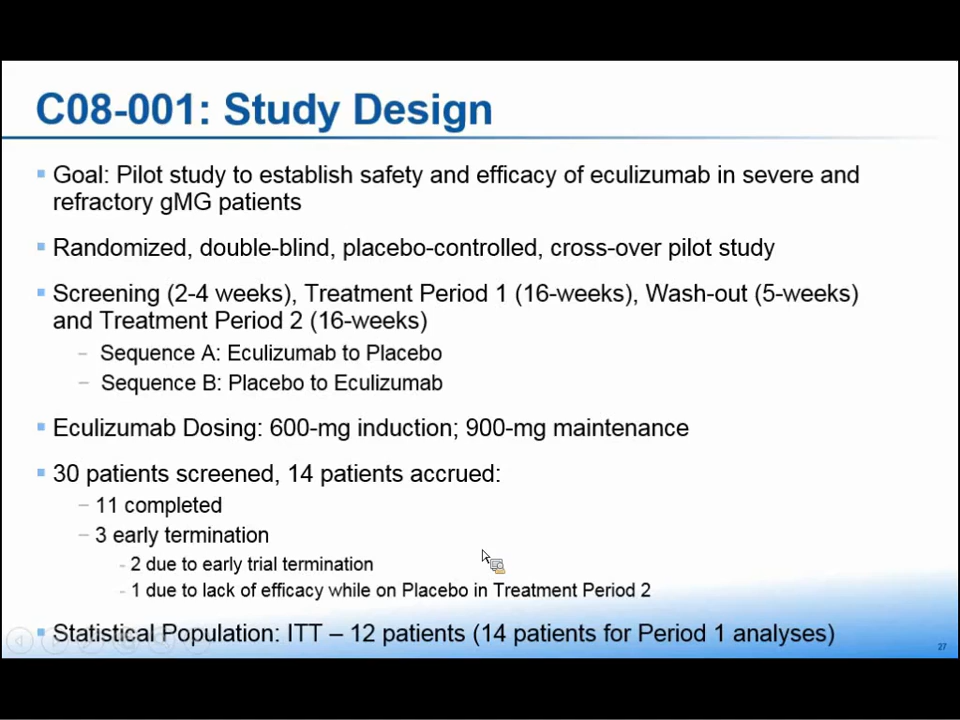 C08-001: Study Design
Goal: Pilot study to establish safety and efficacy of eculizumab in severe and
refractory gMG patients
Randomized, double-blind, placebo-controlled, cross-over pilot study
Screening (2-4 weeks), Treatment Period 1 (16-weeks), Wash-out (5-weeks)
and Treatment Period 2 (16-weeks)
– Sequence A: Eculizumab to Placebo
– Sequence B: Placebo to Eculizumab
Eculizumab Dosing: 600-mg induction; 900-mg maintenance
30 patients screened, 14 patients accrued:
– 11 completed
– 3 early termination
- 2 due to early trial termination
- 1 due to lack of efficacy while on Placebo in Treatment Period 2
Statistical Population: ITT – 12 patients (14 patients for Period 1 analyses)
27